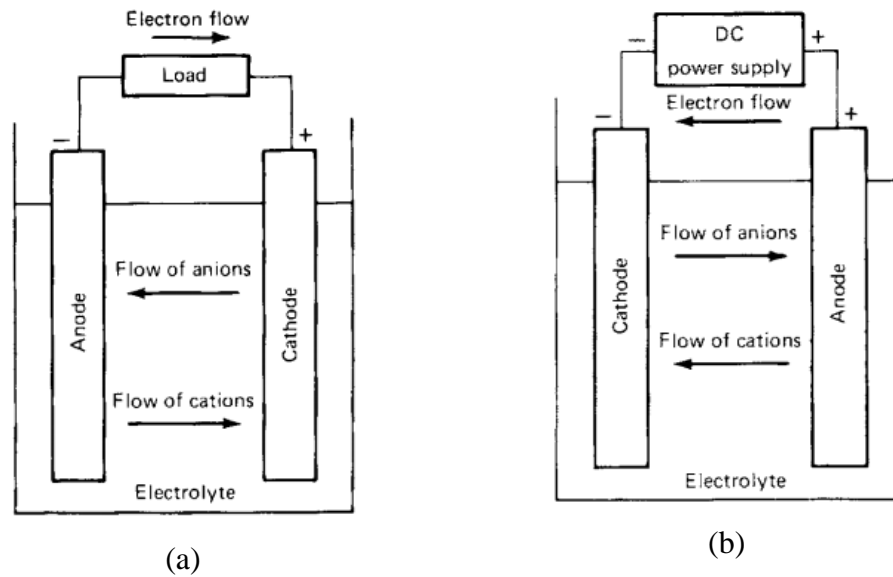 Electron flow
Load
−
+
Anode
Flow of anions
Cathode
Flow of cations
Electrolyte
(a)
−
DC
power supply
+
Electron flow
−
+
Cathode
Flow of anions
Anode
Flow of cations
Electrolyte
(b)